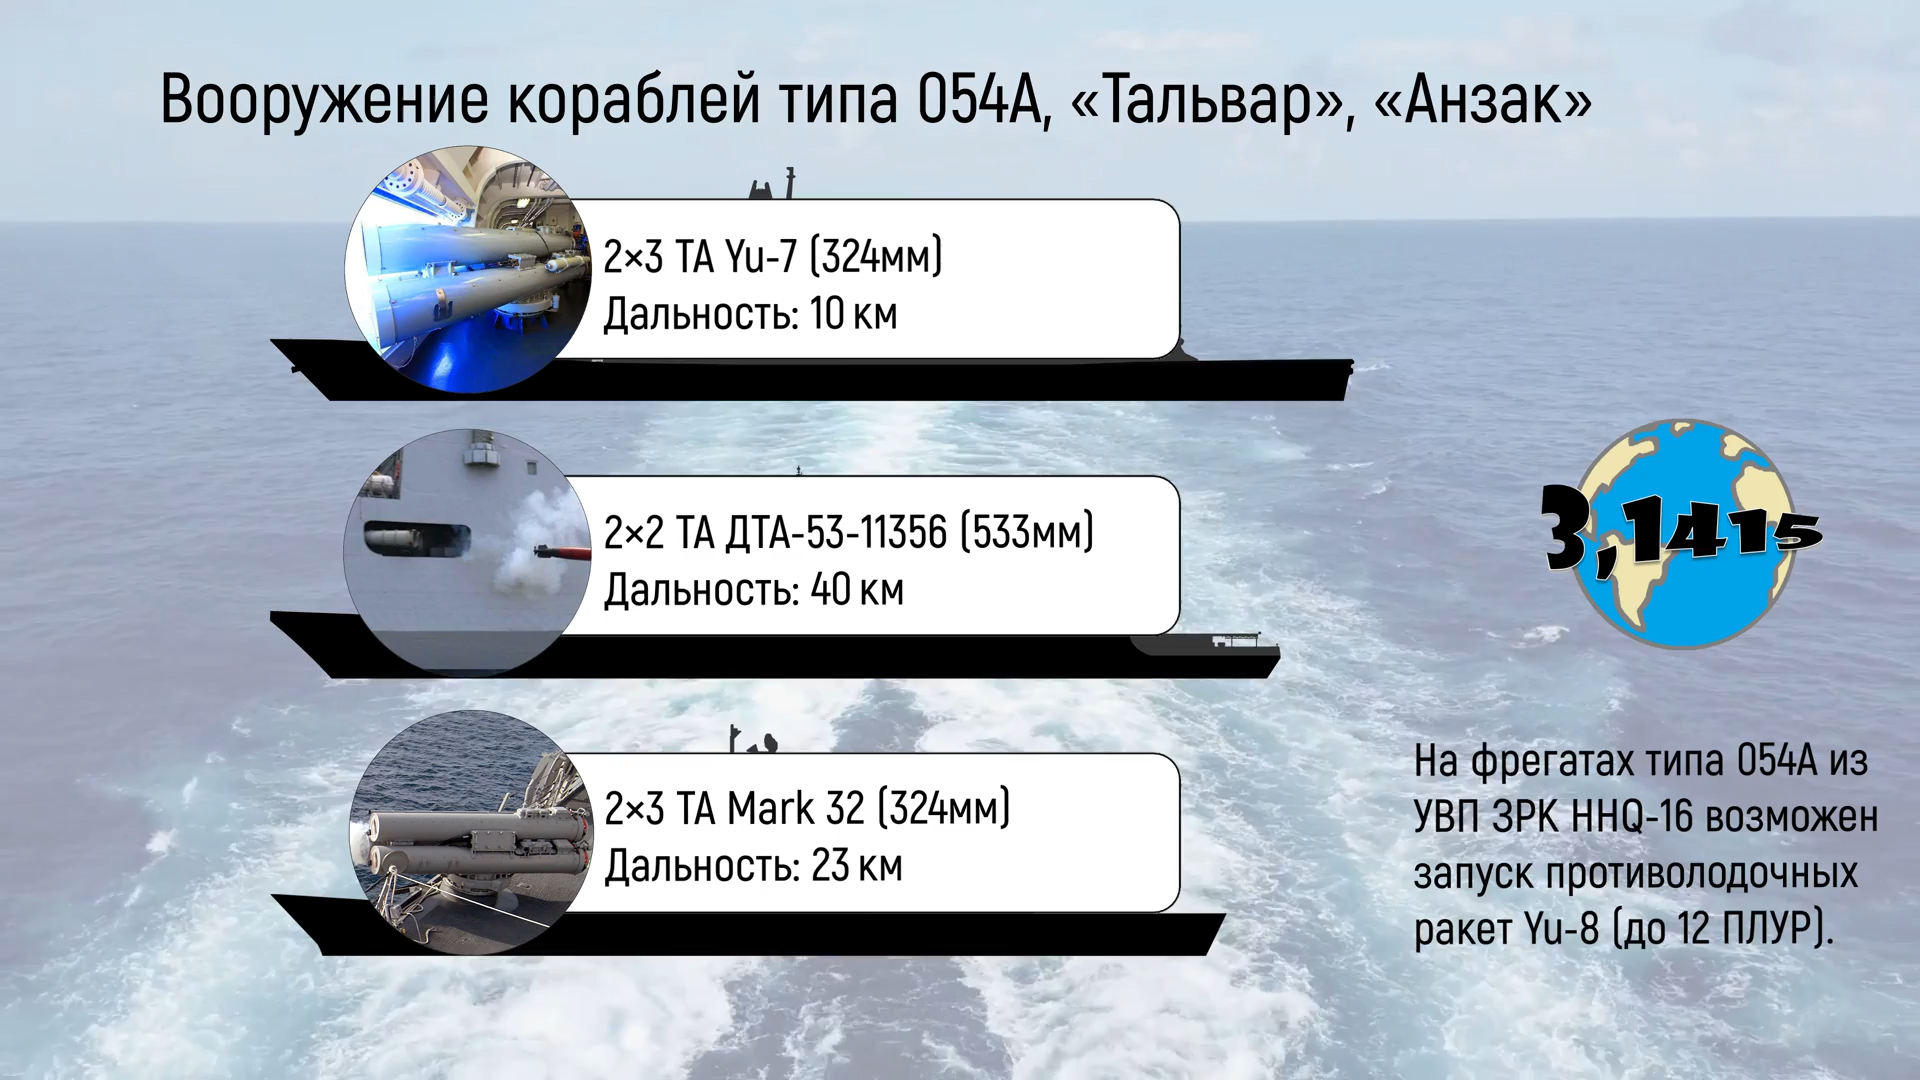 Вооружение кораблей типа 054А, «Тальвар», «Анзак»
2×3 ТА Yu-7 (324мм)
Дальность: 10 км
2×2 ТА ДТА-53-11356 (533мм)
Дальность: 40 км
3,1415
2×3 ТА Mark 32 (324мм)
Дальность: 23 км
На фрегатах типа 054А из
УВП ЗРК HHQ-16 возможен
запуск противолодочных
ракет Yu-8 (до 12 ПЛУР).